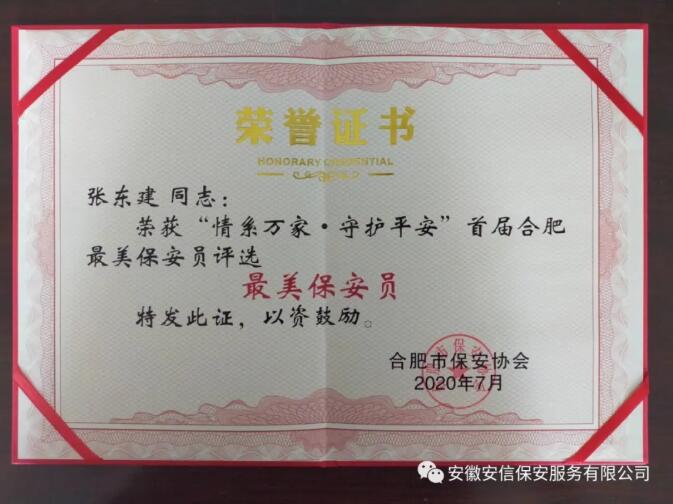 荣誉证书
HONORARY CREDENTIAL
张东建 同志：
荣获“情系万家·守护平安”首届合肥
最美保安员评选
最美保安员
特发此证，以资鼓励。
合肥市保安协会
2020年7月
安徽安信保安服务有限公司